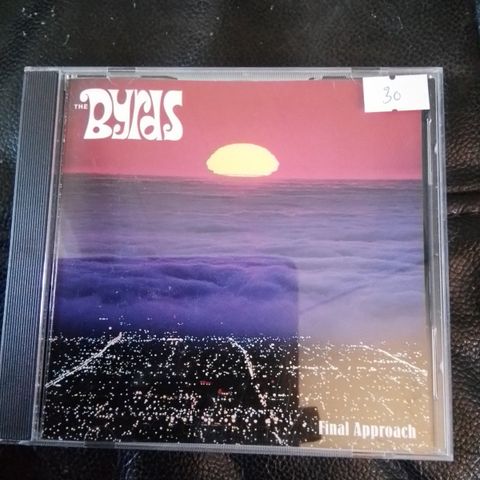 THE
Byrds
30
Final Approach